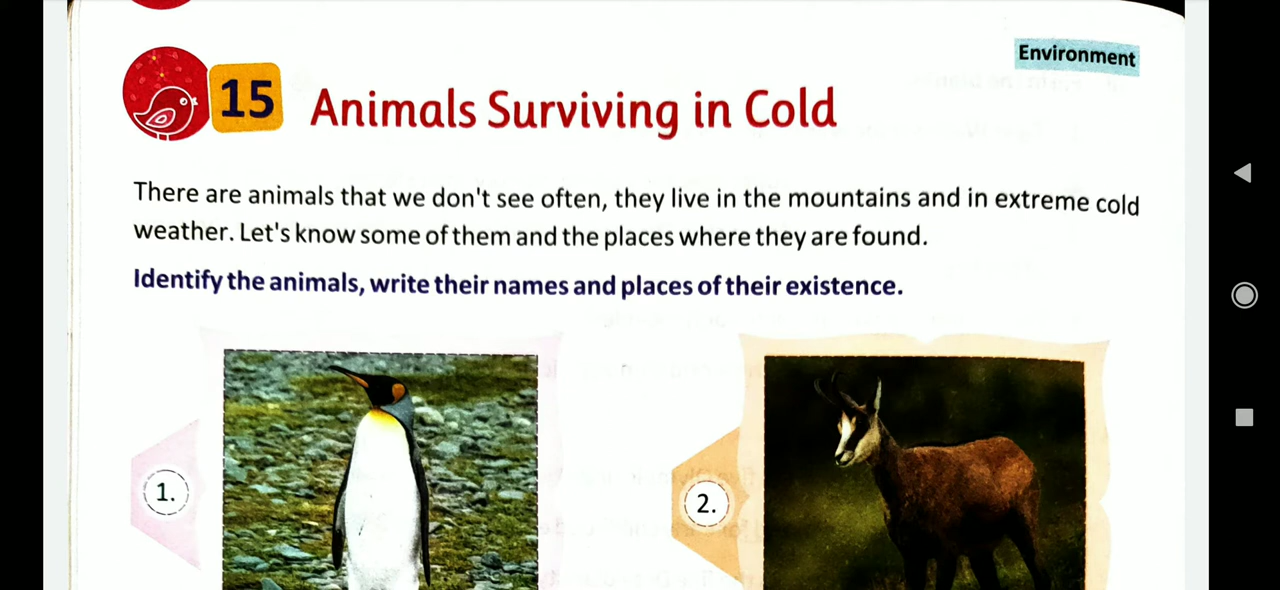 Environment
15 Animals Surviving in Cold
There are animals that we don't see often, they live in the mountains and in extreme cold
weather. Let's know some of them and the places where they are found.
Identify the animals, write their names and places of their existence.
1.
2.